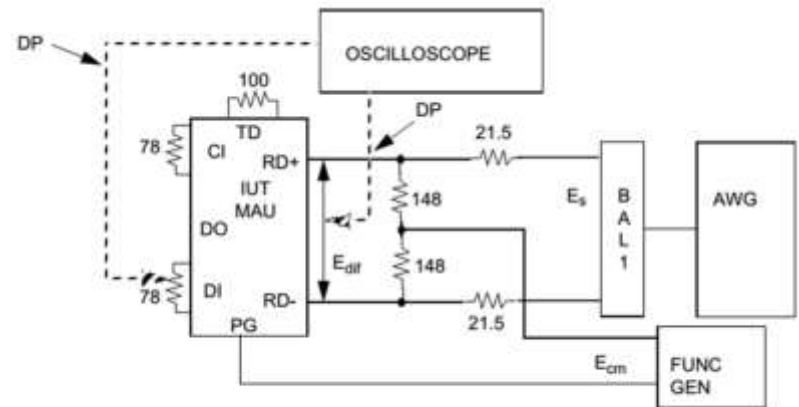 DP
OSCILLOSCOPE
100
DP
TD
21.5
78
CI
RD+
IUT
MAU
148
E_s
B
A
L
1
AWG
DO
E_dif
148
78
DI
RD-
21.5
PG
E_cm
FUNC
GEN